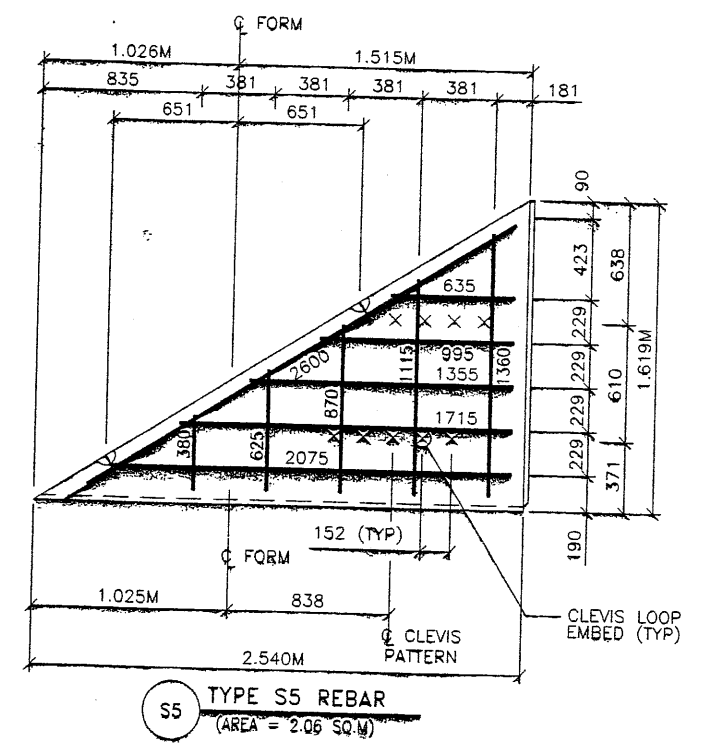 ℄ FORM
1.026M 1.515M
835 381 381 381 381 181
651 651
90
423
638
635
229
2600
1115
995
1360
229
1.619M
1355
870
229
610
1715
380
625
229
2075
371
152 (TYP)
190
℄ FORM
1.025M 838
CLEVIS LOOP
EMBED (TYP)
℄ CLEVIS
PATTERN
2.540M
S5
TYPE S5 REBAR
(AREA = 2.06 SQ.M)